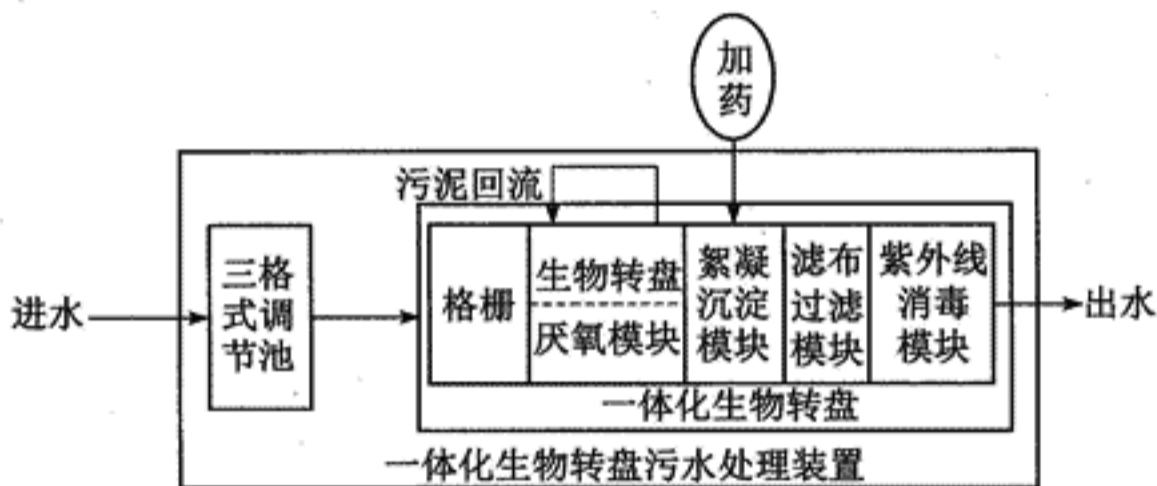 加
药
污泥回流
进水
三格
式调
节池
格栅
生物转盘
厌氧模块
絮凝
沉淀
模块
滤布
过滤
模块
紫外线
消毒
模块
出水
一体化生物转盘
一体化生物转盘污水处理装置